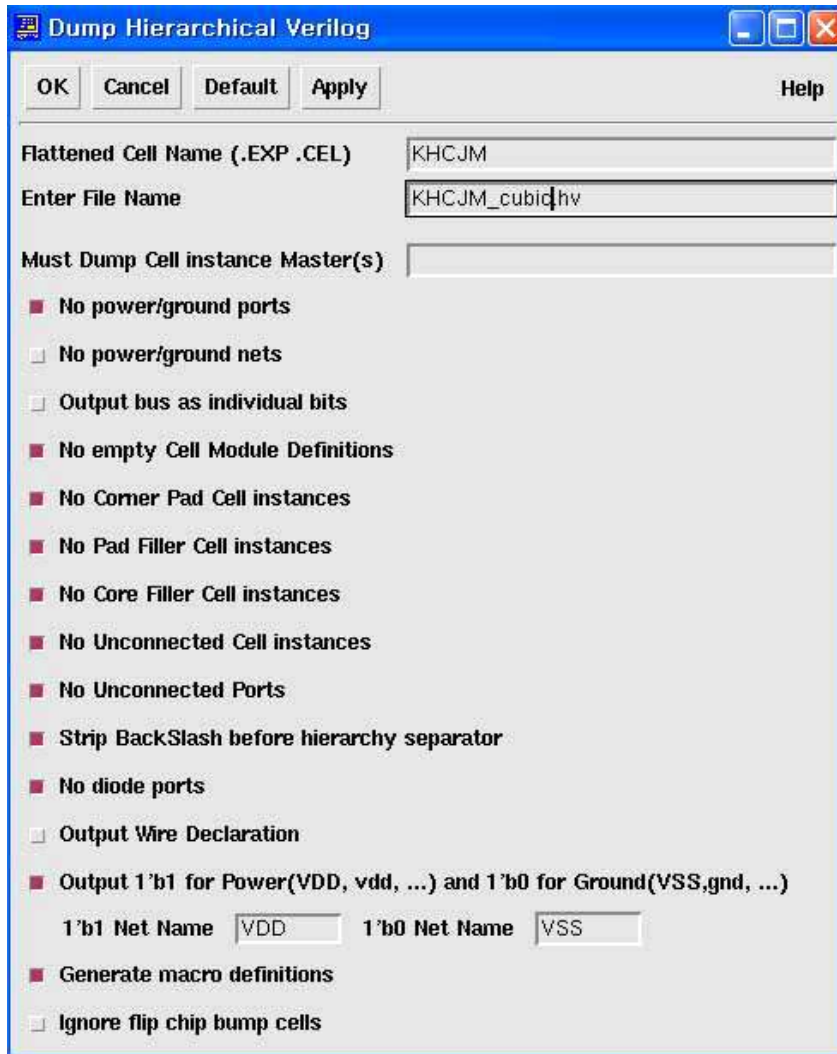 Dump Hierarchical Verilog
OK Cancel Default Apply Help
Flattened Cell Name (.EXP .CEL) KHCJM
Enter File Name KHCJM_cubic.hv
Must Dump Cell instance Master(s)
No power/ground ports
No power/ground nets
Output bus as individual bits
No empty Cell Module Definitions
No Corner Pad Cell instances
No Pad Filler Cell instances
No Core Filler Cell instances
No Unconnected Cell instances
No Unconnected Ports
Strip BackSlash before hierarchy separator
No diode ports
Output Wire Declaration
Output 1'b1 for Power(VDD, vdd, ...) and 1'b0 for Ground(VSS,gnd, ...)
1'b1 Net Name VDD 1'b0 Net Name VSS
Generate macro definitions
Ignore flip chip bump cells